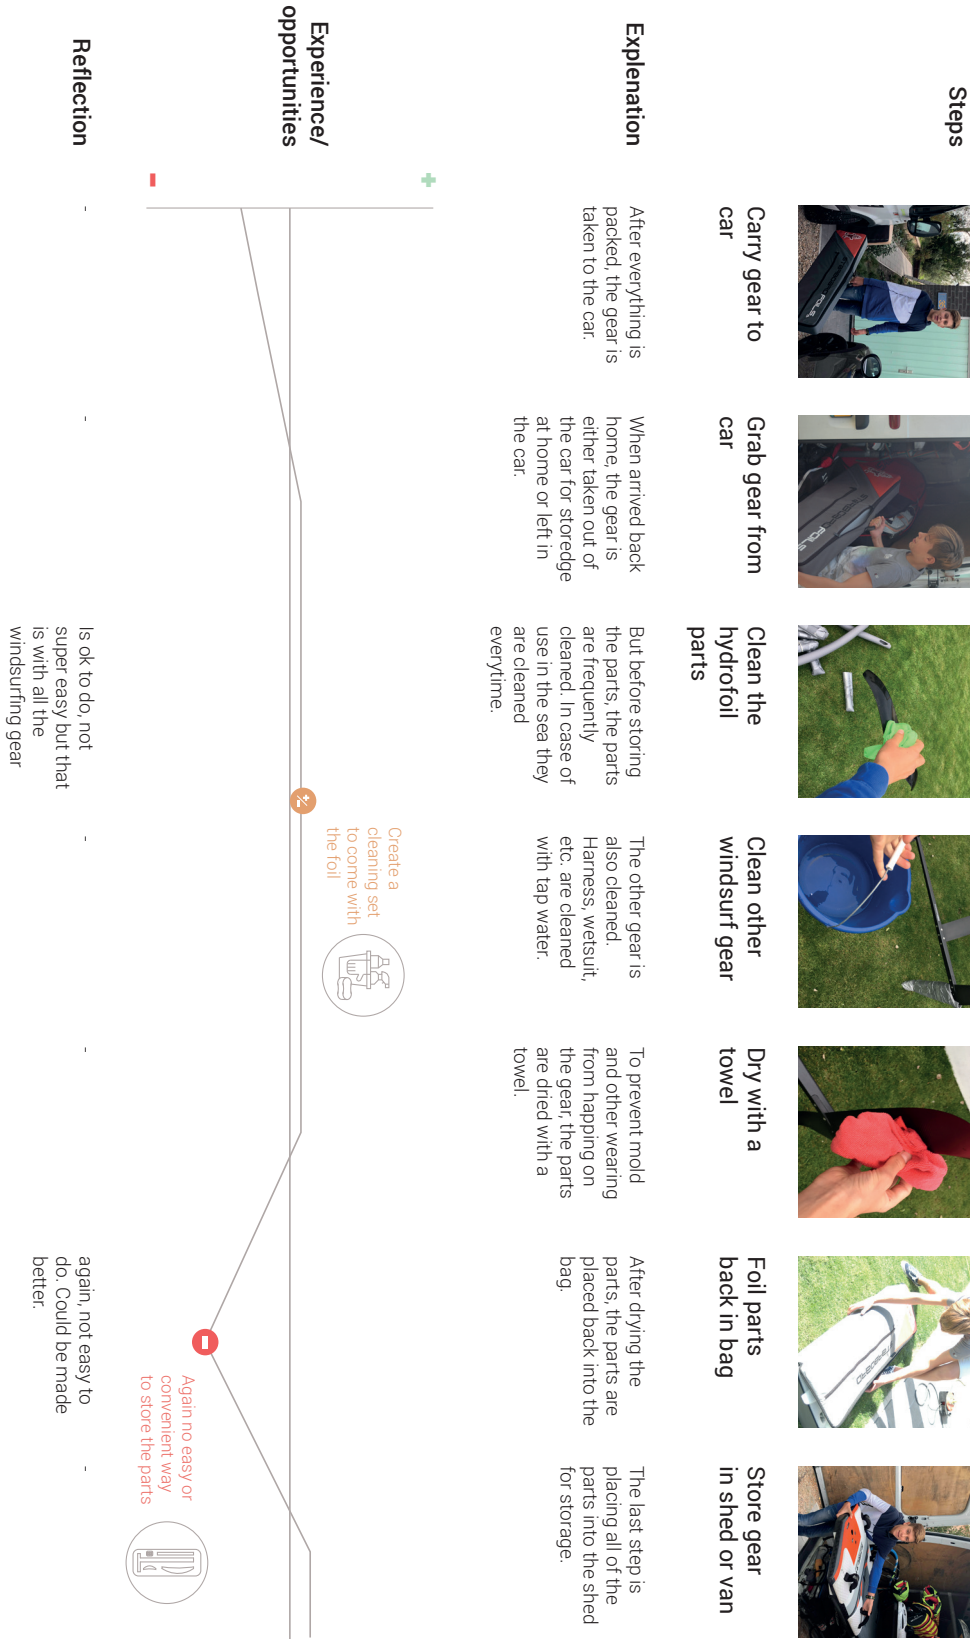 Steps
Carry gear to
car
Grab gear from
car
Clean the
hydrofoil
parts
Clean other
windsurf gear
Dry with a
towel
Foil parts
back in bag
Store gear
in shed or van
Explenation
After everything is
packed, the gear is
taken to the car.
When arrived back
home, the gear is
either taken out of
the car for storedge
at home or left in
the car.
But before storing
the parts, the parts
are frequently
cleaned. In case of
use in the sea they
are cleaned
everytime.
The other gear is
also cleaned.
Harness, wetsuit,
etc. are cleaned
with tap water.
To prevent mold
and other wearing
from happing on
the gear, the parts
are dried with a
towel.
After drying the
parts, the parts are
placed back into the
bag.
The last step is
placing all of the
parts into the shed
for storage.
Experience/
opportunities
+
-
+/-
Create a
cleaning set
to come with
the foil
-
Again no easy or
convenient way
to store the parts
Reflection
-
-
Is ok to do, not
super easy but that
is with all the
windsurfing gear
-
-
again, not easy to
do. Could be made
better.
-